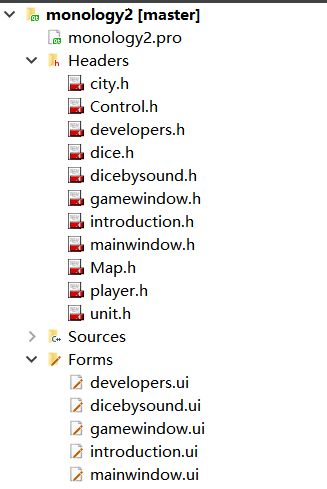 monology2 [master]
monology2.pro
Headers
city.h
Control.h
developers.h
dice.h
dicebysound.h
gamewindow.h
introduction.h
mainwindow.h
Map.h
player.h
unit.h
Sources
Forms
developers.ui
dicebysound.ui
gamewindow.ui
introduction.ui
mainwindow.ui